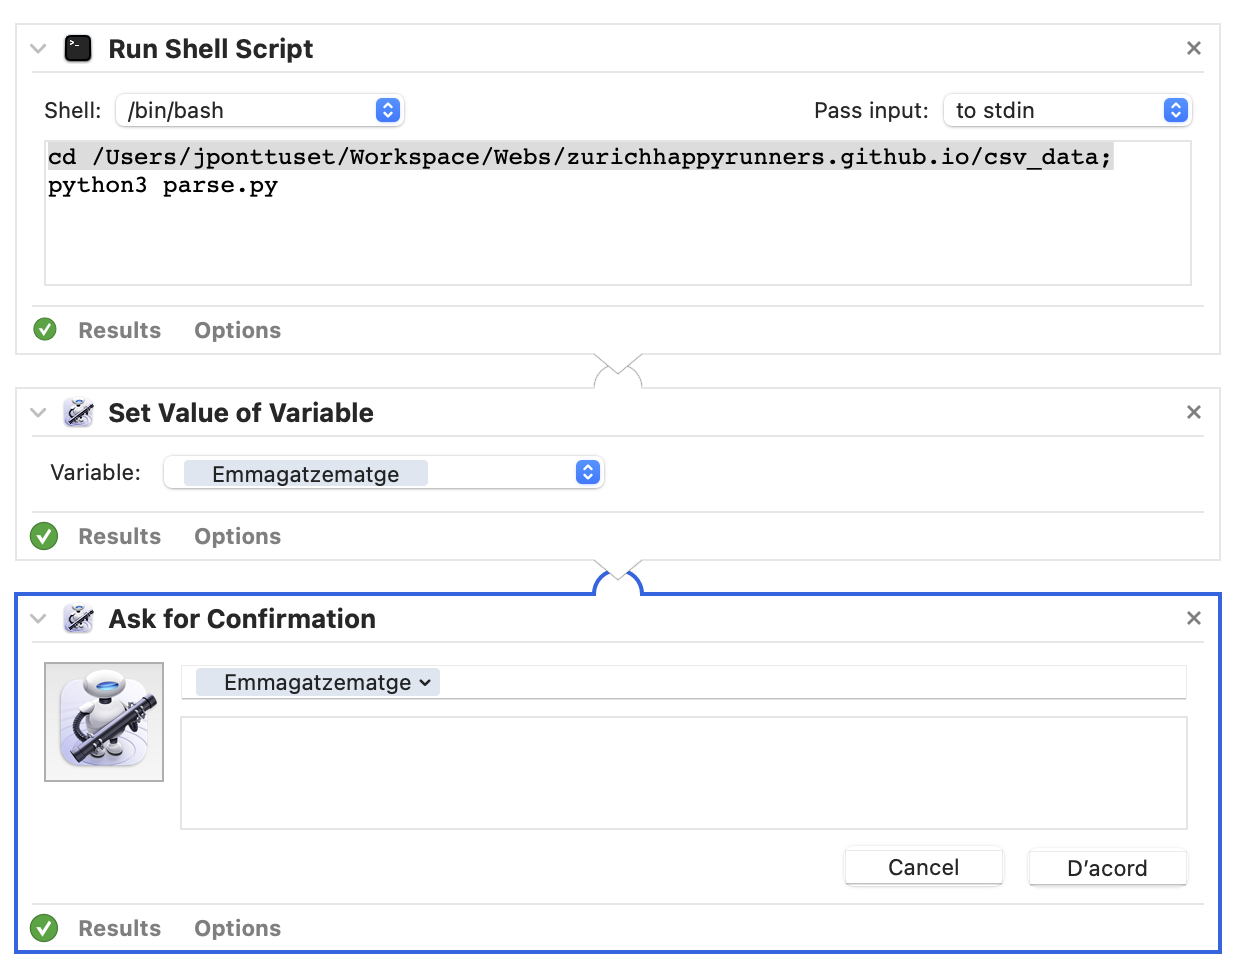 Run Shell Script
Shell: /bin/bash Pass input: to stdin
cd /Users/jponttuset/Workspace/Webs/zurichhappyrunners.github.io/csv_data;
python3 parse.py
Results Options
Set Value of Variable
Variable: Emmagatzematge
Results Options
Ask for Confirmation
Emmagatzematge
Cancel D’acord
Results Options